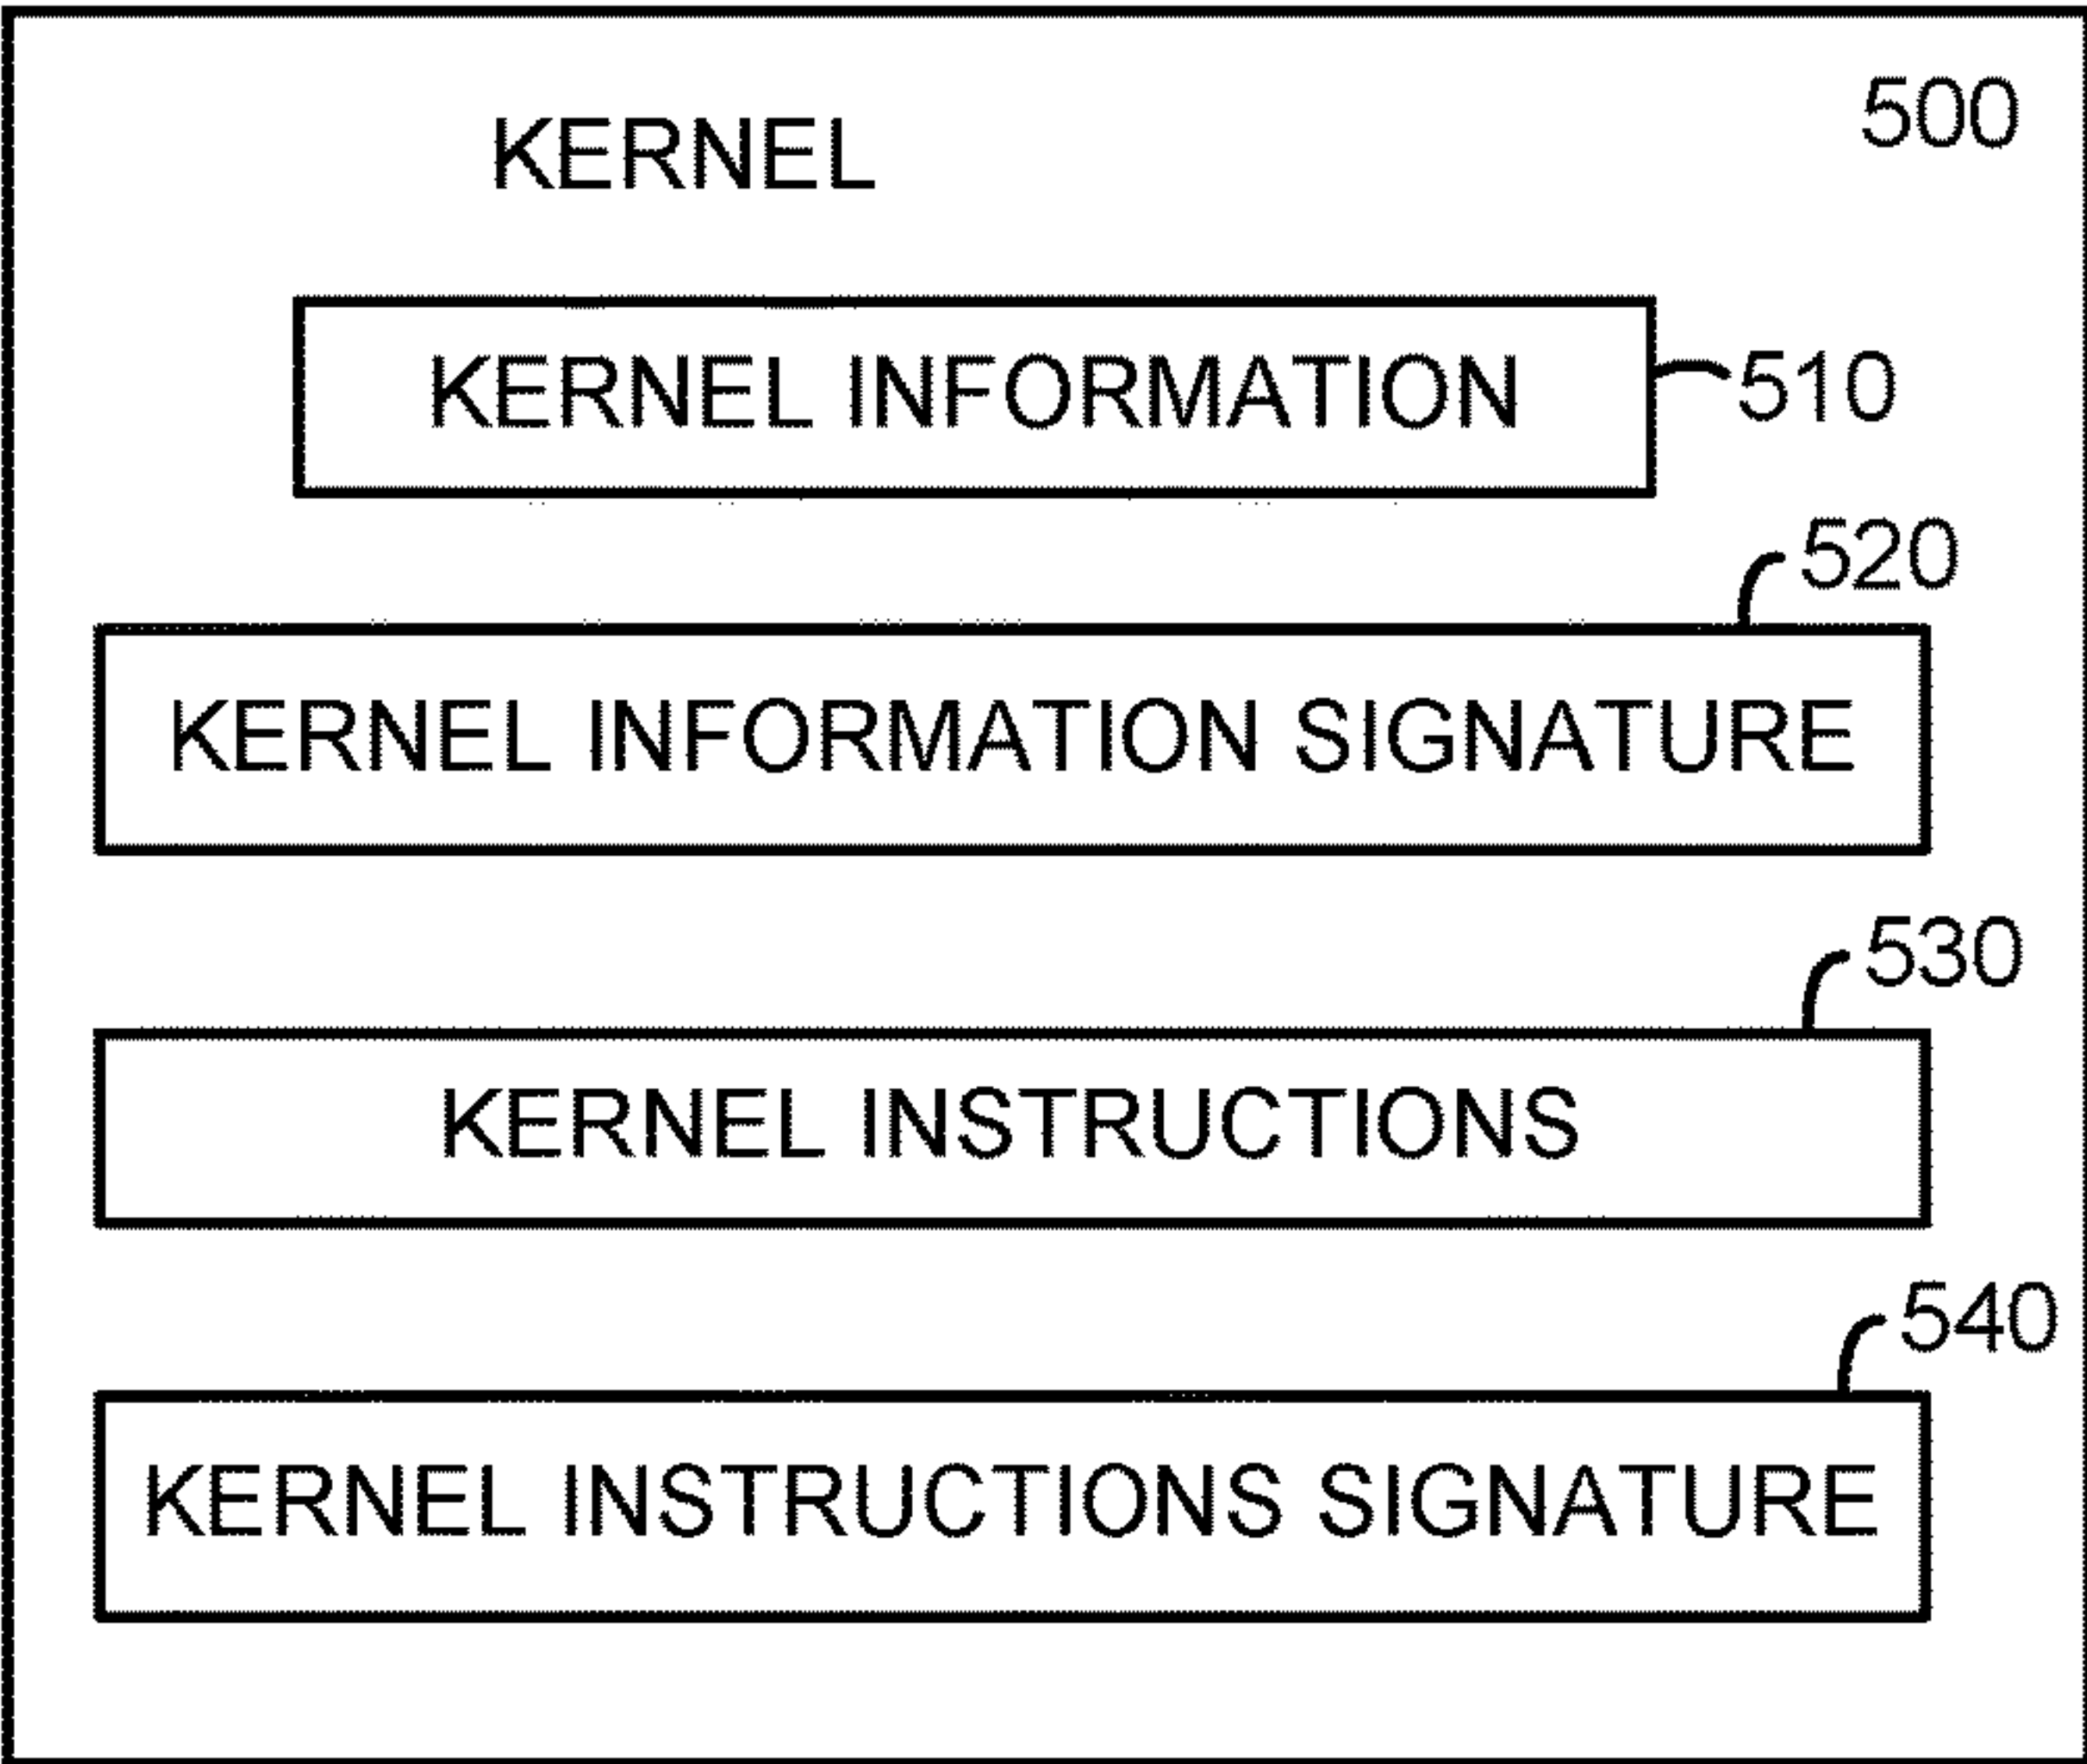 500
KERNEL
KERNEL INFORMATION
510
520
KERNEL INFORMATION SIGNATURE
530
KERNEL INSTRUCTIONS
540
KERNEL INSTRUCTIONS SIGNATURE